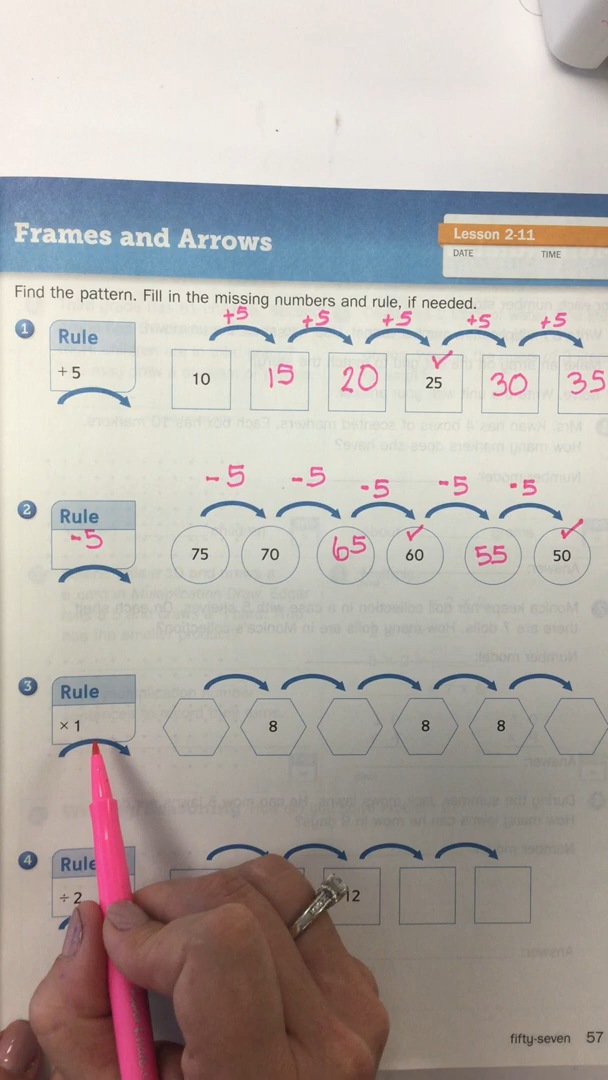 Frames and Arrows
Lesson 2-11
DATE TIME
Find the pattern. Fill in the missing numbers and rule, if needed.
+5 +5 +5 +5 +5
1 Rule
+ 5
10 15 20 25 30 35
-5 -5 -5 -5 -5
2 Rule
-5
75 70 65 60 55 50
3 Rule
× 1
8 8 8
4 Rule
÷ 2
12
fifty-seven 57